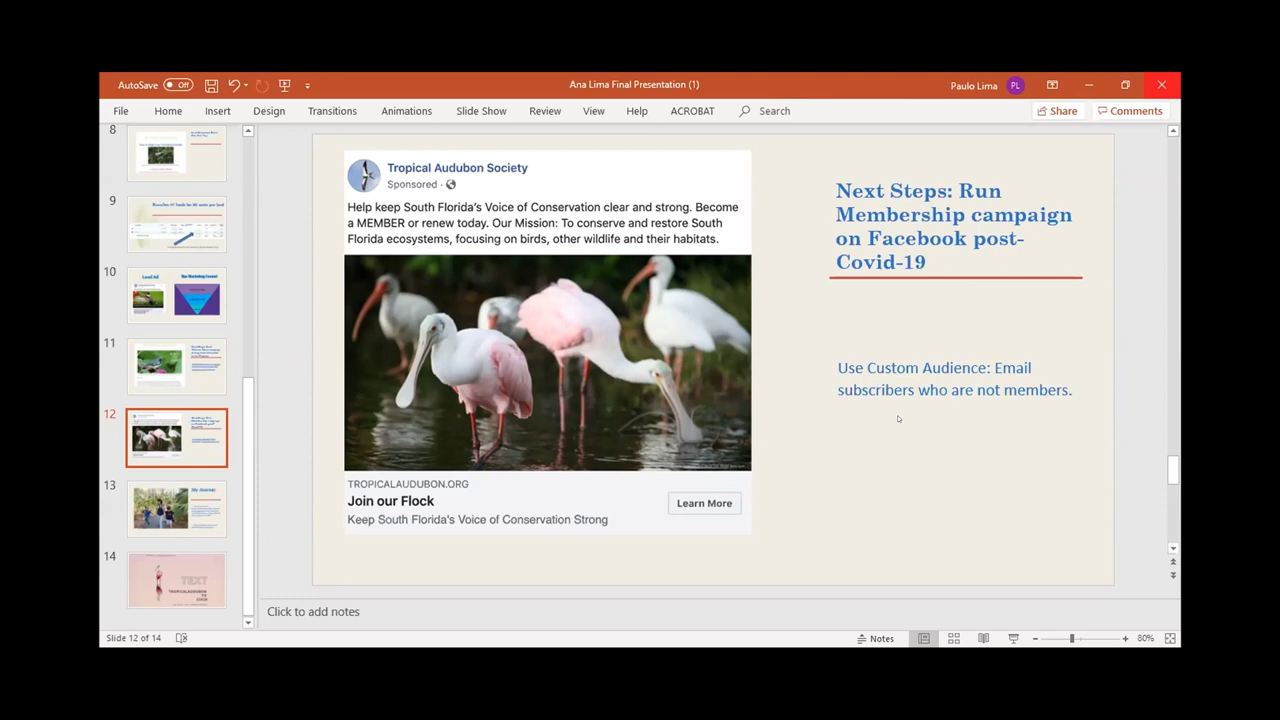 AutoSave Off
Ana Lima Final Presentation (1)
Paulo Lima PL
File Home Insert Design Transitions Animations Slide Show Review View Help ACROBAT Search Share Comments
8
9
10
11
12
13
14
Tropical Audubon Society
Sponsored ·
Help keep South Florida's Voice of Conservation clear and strong. Become
a MEMBER or renew today. Our Mission: To conserve and restore South
Florida ecosystems, focusing on birds, other wildlife and their habitats.
TROPICALAUDUBON.ORG
Join our Flock
Keep South Florida's Voice of Conservation Strong
Learn More
Next Steps: Run
Membership campaign
on Facebook post-
Covid-19
Use Custom Audience: Email
subscribers who are not members.
Click to add notes
Slide 12 of 14
Notes
80%